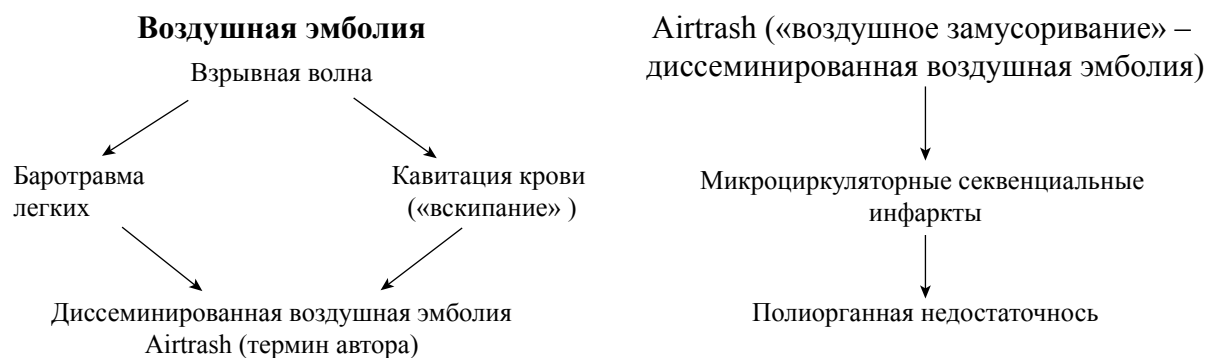 Воздушная эмболия
Взрывная волна
Баротравма
легких
Кавитация крови
(«вскипание» )
Диссеминированная воздушная эмболия
Airtrash (термин автора)
Airtrash («воздушное замусоривание» –
диссеминированная воздушная эмболия)
Микроциркуляторные секвенциальные
инфаркты
Полиорганная недостаточнось